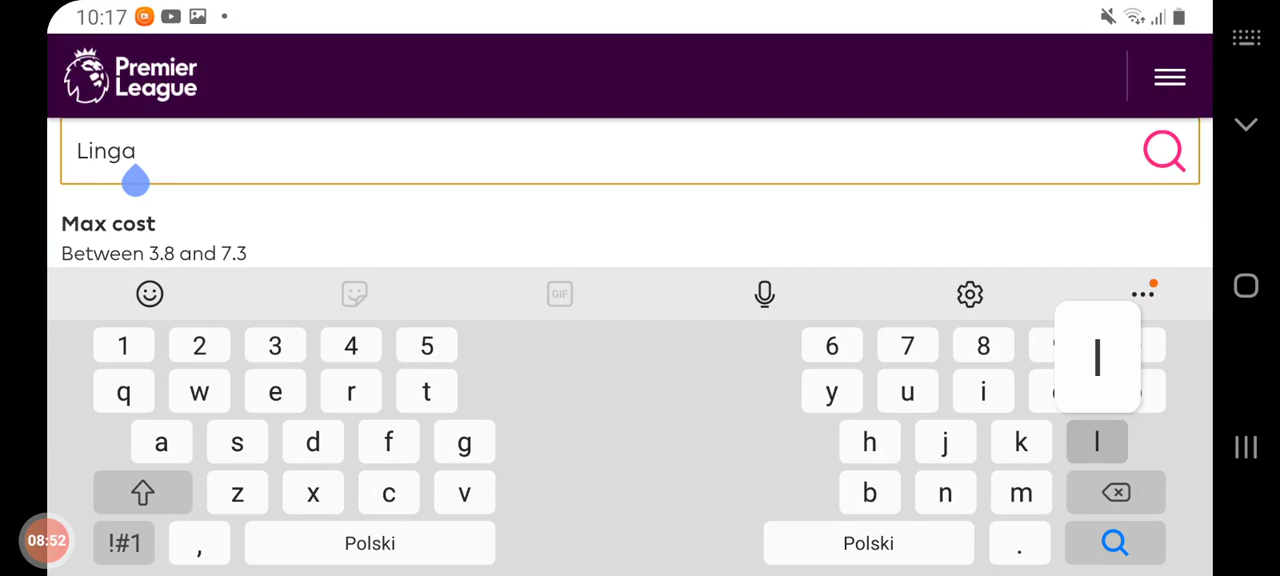 10:17
Premier
League
Linga
Max cost
Between 3.8 and 7.3
GIF
l
1 2 3 4 5 6 7 8
q w e r t y u i
a s d f g h j k l
z x c v b n m
!#1 , Polski Polski .
08:52